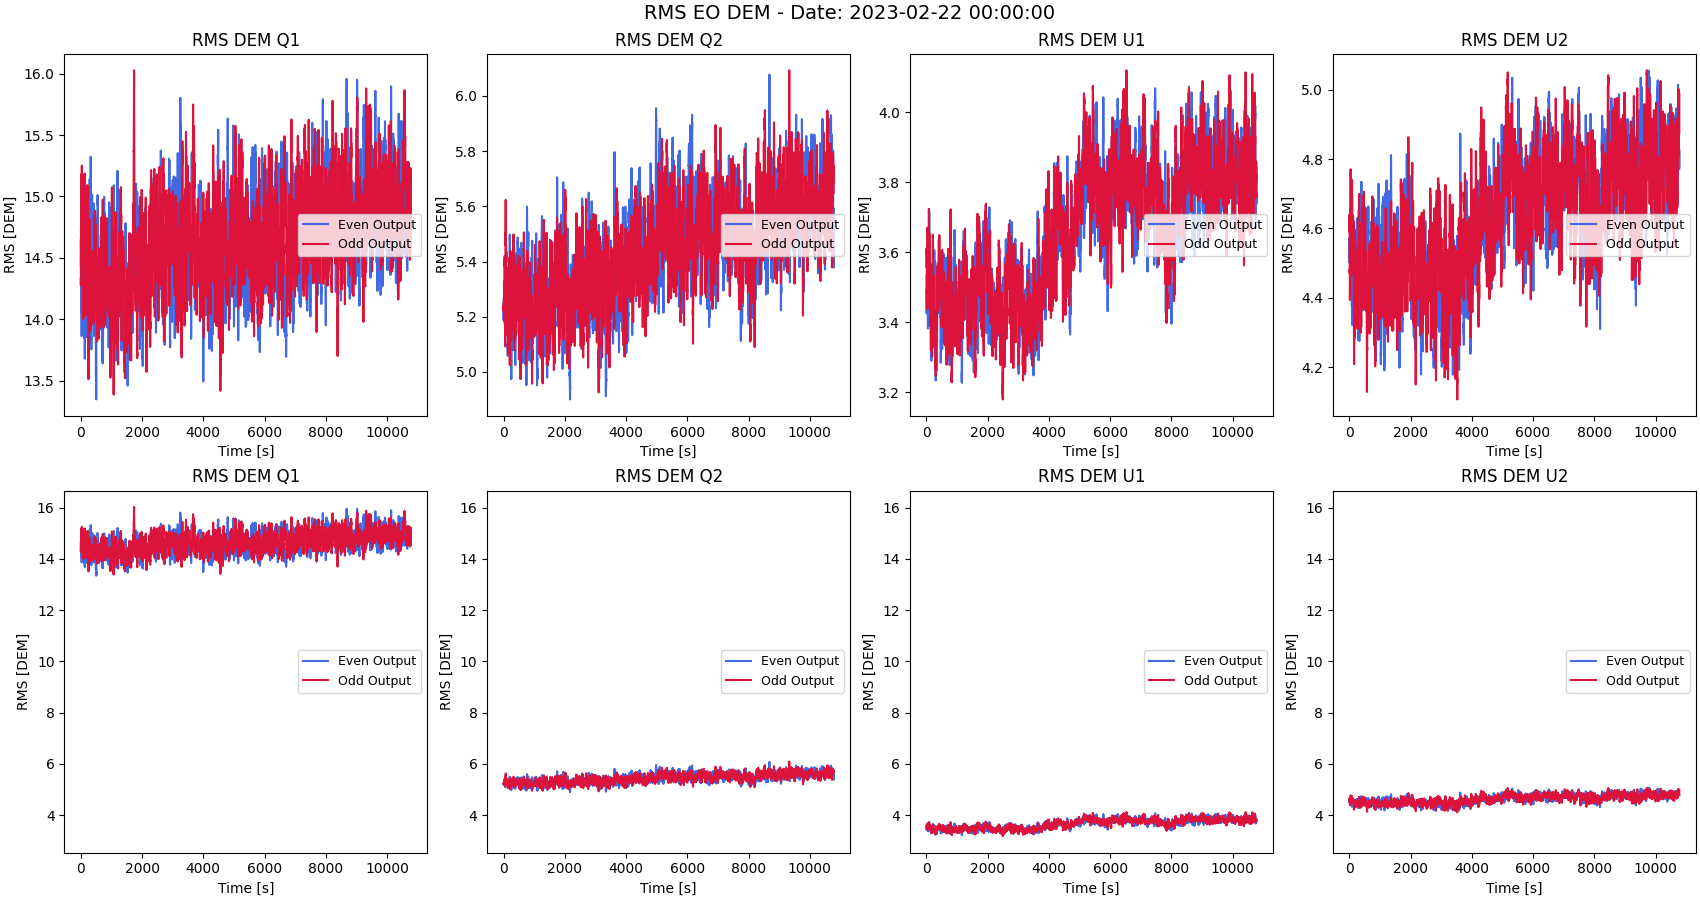 RMS EO DEM - Date: 2023-02-22 00:00:00
RMS DEM Q1
RMS [DEM]
16.0
15.5
15.0
14.5
14.0
13.5
Even Output
Odd Output
0 2000 4000 6000 8000 10000
Time [s]
RMS DEM Q2
RMS [DEM]
6.0
5.8
5.6
5.4
5.2
5.0
Even Output
Odd Output
0 2000 4000 6000 8000 10000
Time [s]
RMS DEM U1
RMS [DEM]
4.0
3.8
3.6
3.4
3.2
Even Output
Odd Output
0 2000 4000 6000 8000 10000
Time [s]
RMS DEM U2
RMS [DEM]
5.0
4.8
4.6
4.4
4.2
Even Output
Odd Output
0 2000 4000 6000 8000 10000
Time [s]
RMS DEM Q1
RMS [DEM]
16
14
12
10
8
6
4
Even Output
Odd Output
0 2000 4000 6000 8000 10000
Time [s]
RMS DEM Q2
RMS [DEM]
16
14
12
10
8
6
4
Even Output
Odd Output
0 2000 4000 6000 8000 10000
Time [s]
RMS DEM U1
RMS [DEM]
16
14
12
10
8
6
4
Even Output
Odd Output
0 2000 4000 6000 8000 10000
Time [s]
RMS DEM U2
RMS [DEM]
16
14
12
10
8
6
4
Even Output
Odd Output
0 2000 4000 6000 8000 10000
Time [s]